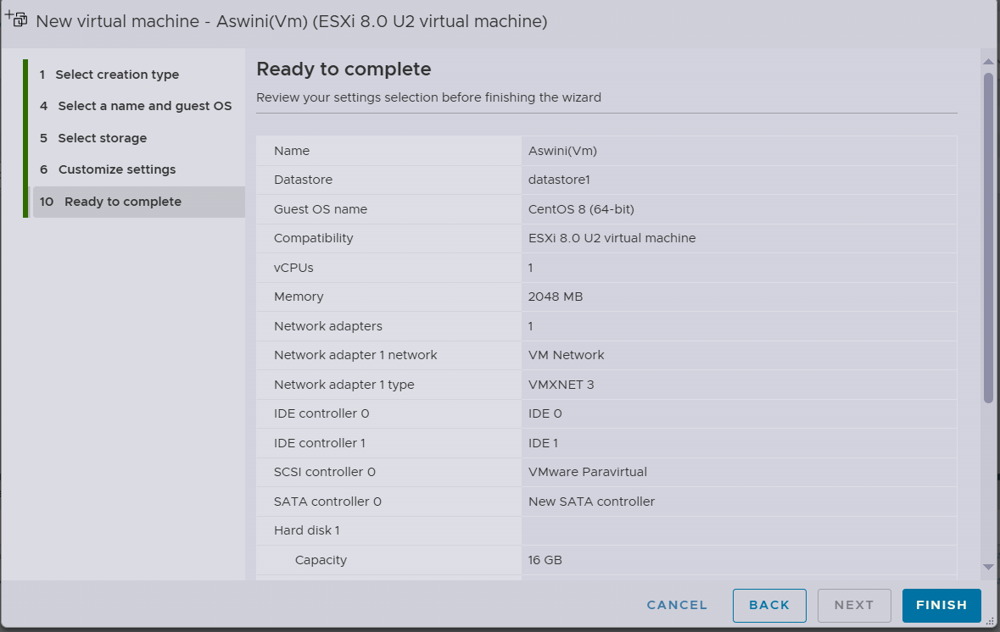 New virtual machine - Aswini(Vm) (ESXi 8.0 U2 virtual machine)
1 Select creation type
4 Select a name and guest OS
5 Select storage
6 Customize settings
10 Ready to complete
Ready to complete
Review your settings selection before finishing the wizard
Name Aswini(Vm)
Datastore datastore1
Guest OS name CentOS 8 (64-bit)
Compatibility ESXi 8.0 U2 virtual machine
vCPUs 1
Memory 2048 MB
Network adapters 1
Network adapter 1 network VM Network
Network adapter 1 type VMXNET 3
IDE controller 0 IDE 0
IDE controller 1 IDE 1
SCSI controller 0 VMware Paravirtual
SATA controller 0 New SATA controller
Hard disk 1
Capacity 16 GB
CANCEL BACK NEXT FINISH